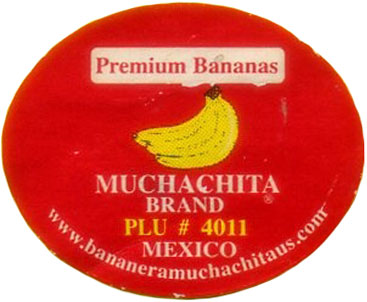 Premium Bananas
MUCHACHITA
BRAND ®
PLU # 4011
MEXICO
www.bananeramuchachitaus.com